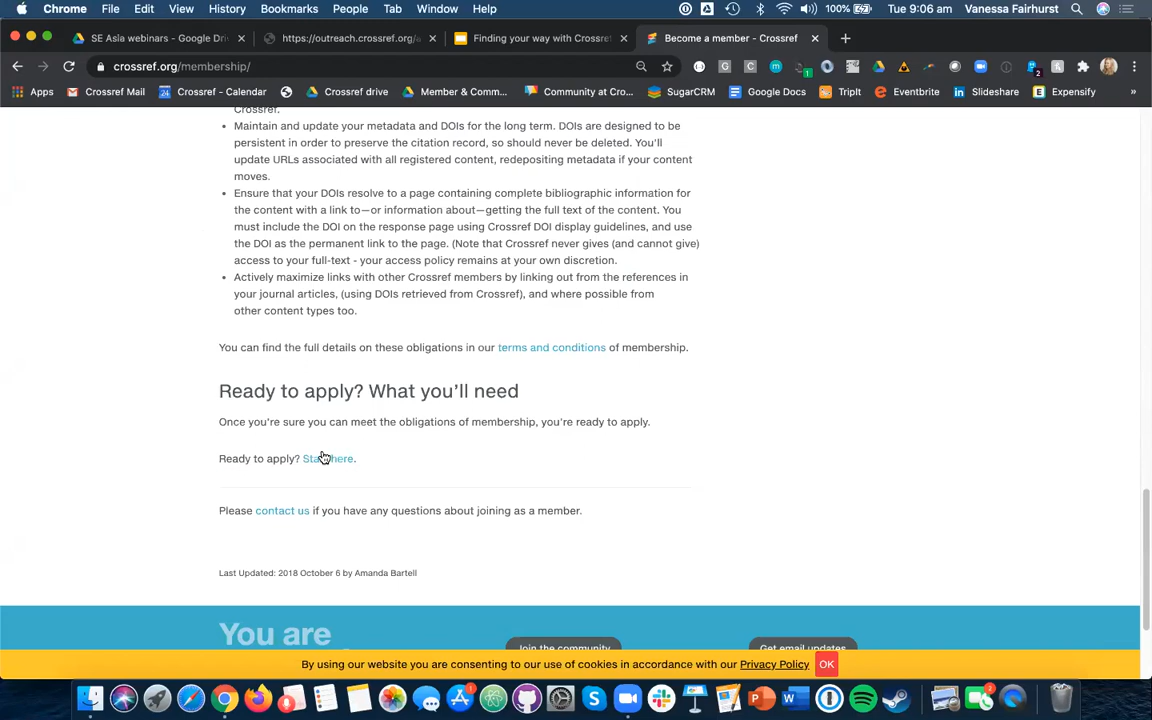 Chrome File Edit View History Bookmarks People Tab Window Help 100% Tue 9:06 am Vanessa Fairhurst
SE Asia webinars - Google Dri
https://outreach.crossref.org/
Finding your way with Crossre
Become a member - Crossref
crossref.org/membership/
Apps Crossref Mail Crossref - Calendar Crossref drive Member & Comm... Community at Cro... SugarCRM Google Docs TripIt Eventbrite Slideshare Expensify
Crossref.
• Maintain and update your metadata and DOIs for the long term. DOIs are designed to be
persistent in order to preserve the citation record, so should never be deleted. You'll
update URLs associated with all registered content, redepositing metadata if your content
moves.
• Ensure that your DOIs resolve to a page containing complete bibliographic information for
the content with a link to—or information about—getting the full text of the content. You
must include the DOI on the response page using Crossref DOI display guidelines, and use
the DOI as the permanent link to the page. (Note that Crossref never gives (and cannot give)
access to your full-text - your access policy remains at your own discretion.
• Actively maximize links with other Crossref members by linking out from the references in
your journal articles, (using DOIs retrieved from Crossref), and where possible from
other content types too.
You can find the full details on these obligations in our terms and conditions of membership.
Ready to apply? What you'll need
Once you're sure you can meet the obligations of membership, you're ready to apply.
Ready to apply? Start here.
Please contact us if you have any questions about joining as a member.
Last Updated: 2018 October 6 by Amanda Bartell
You are
Join the community
Get email updates
By using our website you are consenting to our use of cookies in accordance with our Privacy Policy OK